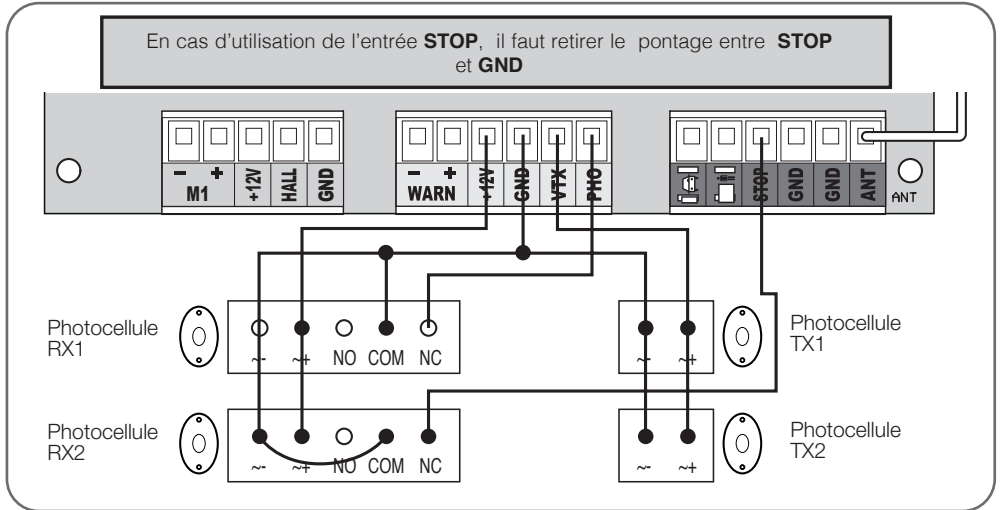 En cas d'utilisation de l'entrée STOP, il faut retirer le pontage entre STOP
et GND
- +
M1
+12V
HALL
GND
- +
WARN
+12V
GND
VTX
PHO
STOP
GND
GND
ANT
ANT
Photocellule
RX1
~- ~+ NO COM NC
Photocellule
TX1
~- ~+
Photocellule
RX2
~- ~+ NO COM NC
Photocellule
TX2
~- ~+